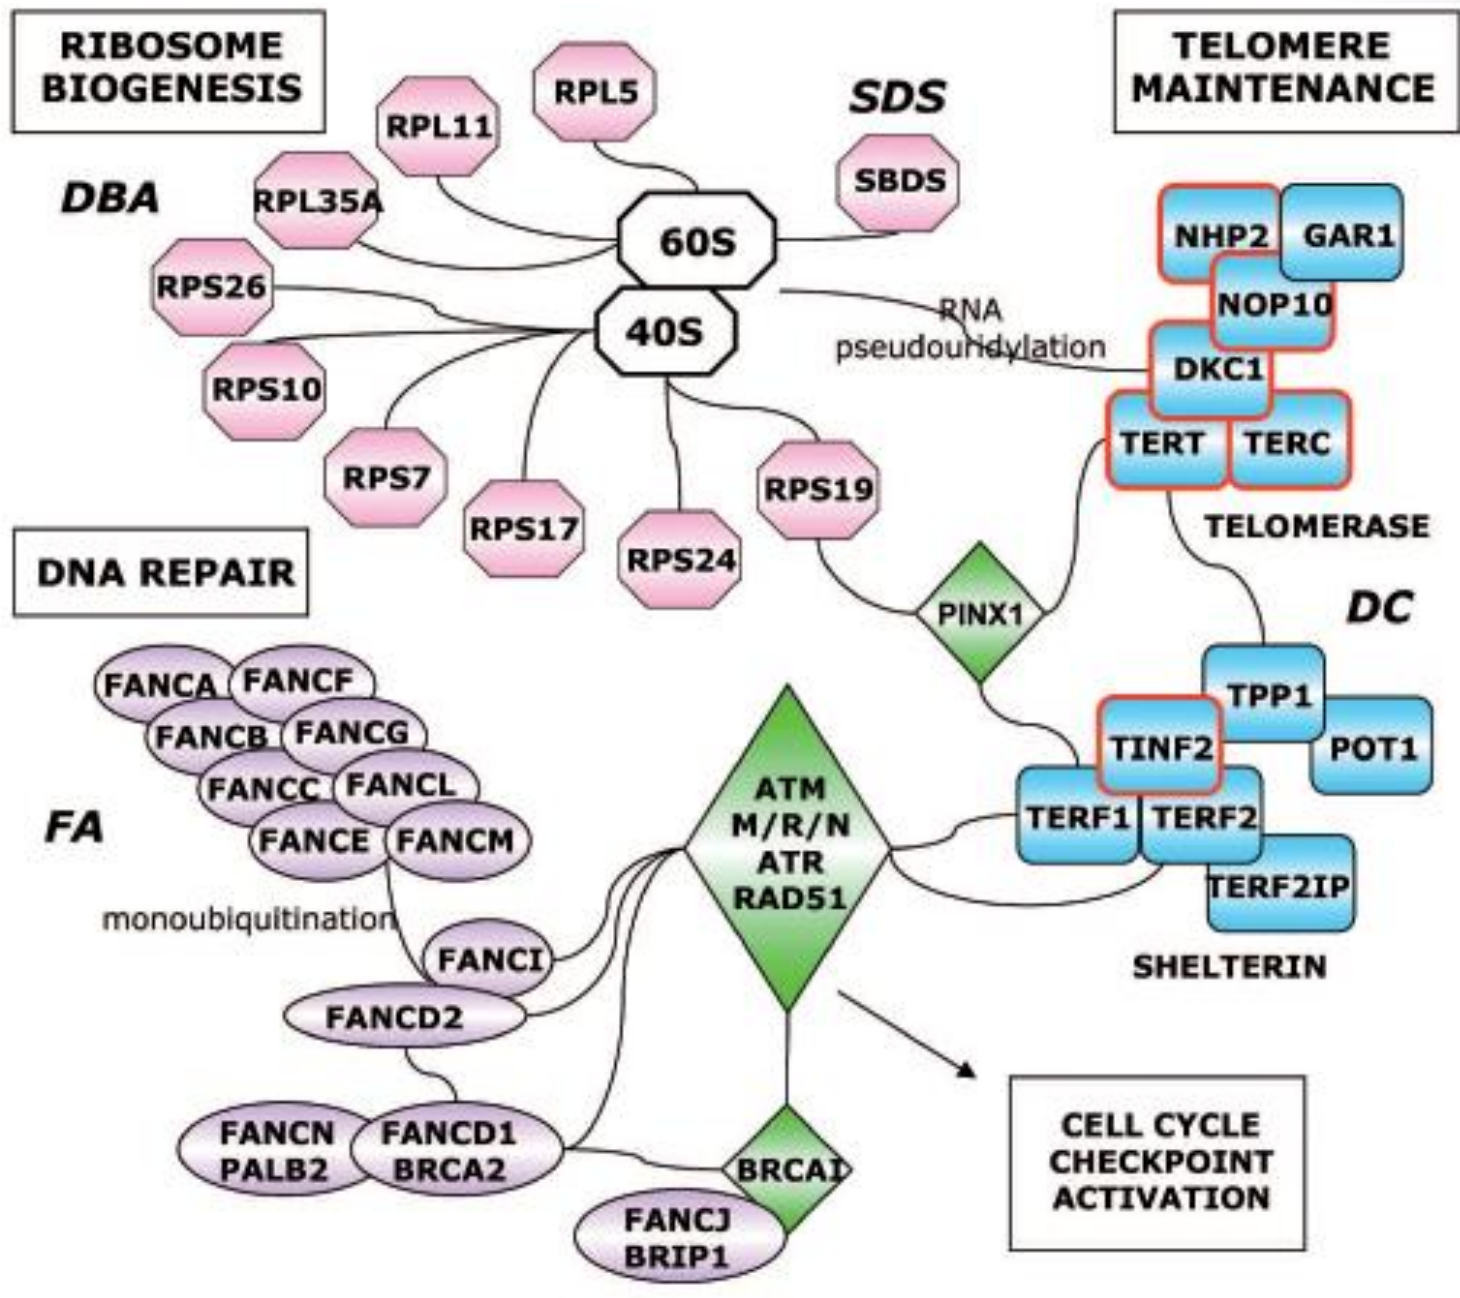 RIBOSOME
BIOGENESIS
TELOMERE
MAINTENANCE
DBA
SDS
RPL5
RPL11
RPL35A
SBDS
60S
40S
RPS26
RPS10
RPS7
RPS17
RPS24
RPS19
RNA
pseudouridylation
NHP2
GAR1
NOP10
DKC1
TERT
TERC
TELOMERASE
DC
PINX1
TPP1
TINF2
POT1
TERF1
TERF2
TERF2IP
SHELTERIN
DNA REPAIR
FANCA
FANCF
FANCB
FANCG
FANCC
FANCL
FANCE
FANCM
FA
monoubiquitination
FANCI
FANCD2
FANCN
PALB2
FANCD1
BRCA2
ATM
M/R/N
ATR
RAD51
BRCAI
FANCJ
BRIP1
CELL CYCLE
CHECKPOINT
ACTIVATION